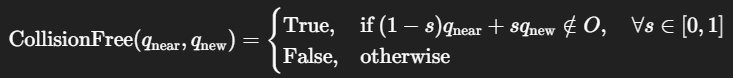 CollisionFree(q_near, q_new) = { True, if (1 − s)q_near + sq_new ∉ O, ∀s ∈ [0, 1]
False, otherwise